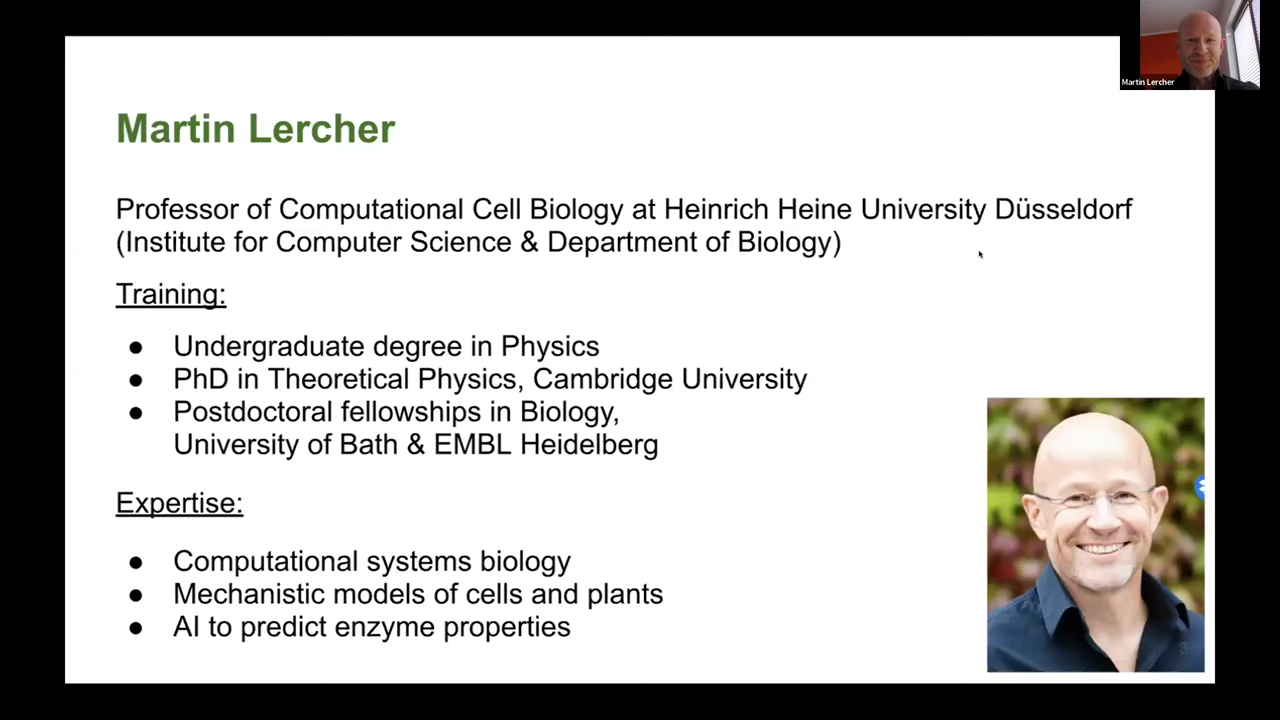 Martin Lercher
Martin Lercher
Professor of Computational Cell Biology at Heinrich Heine University Düsseldorf
(Institute for Computer Science & Department of Biology)
Training:
● Undergraduate degree in Physics
● PhD in Theoretical Physics, Cambridge University
● Postdoctoral fellowships in Biology,
University of Bath & EMBL Heidelberg
Expertise:
● Computational systems biology
● Mechanistic models of cells and plants
● AI to predict enzyme properties
3